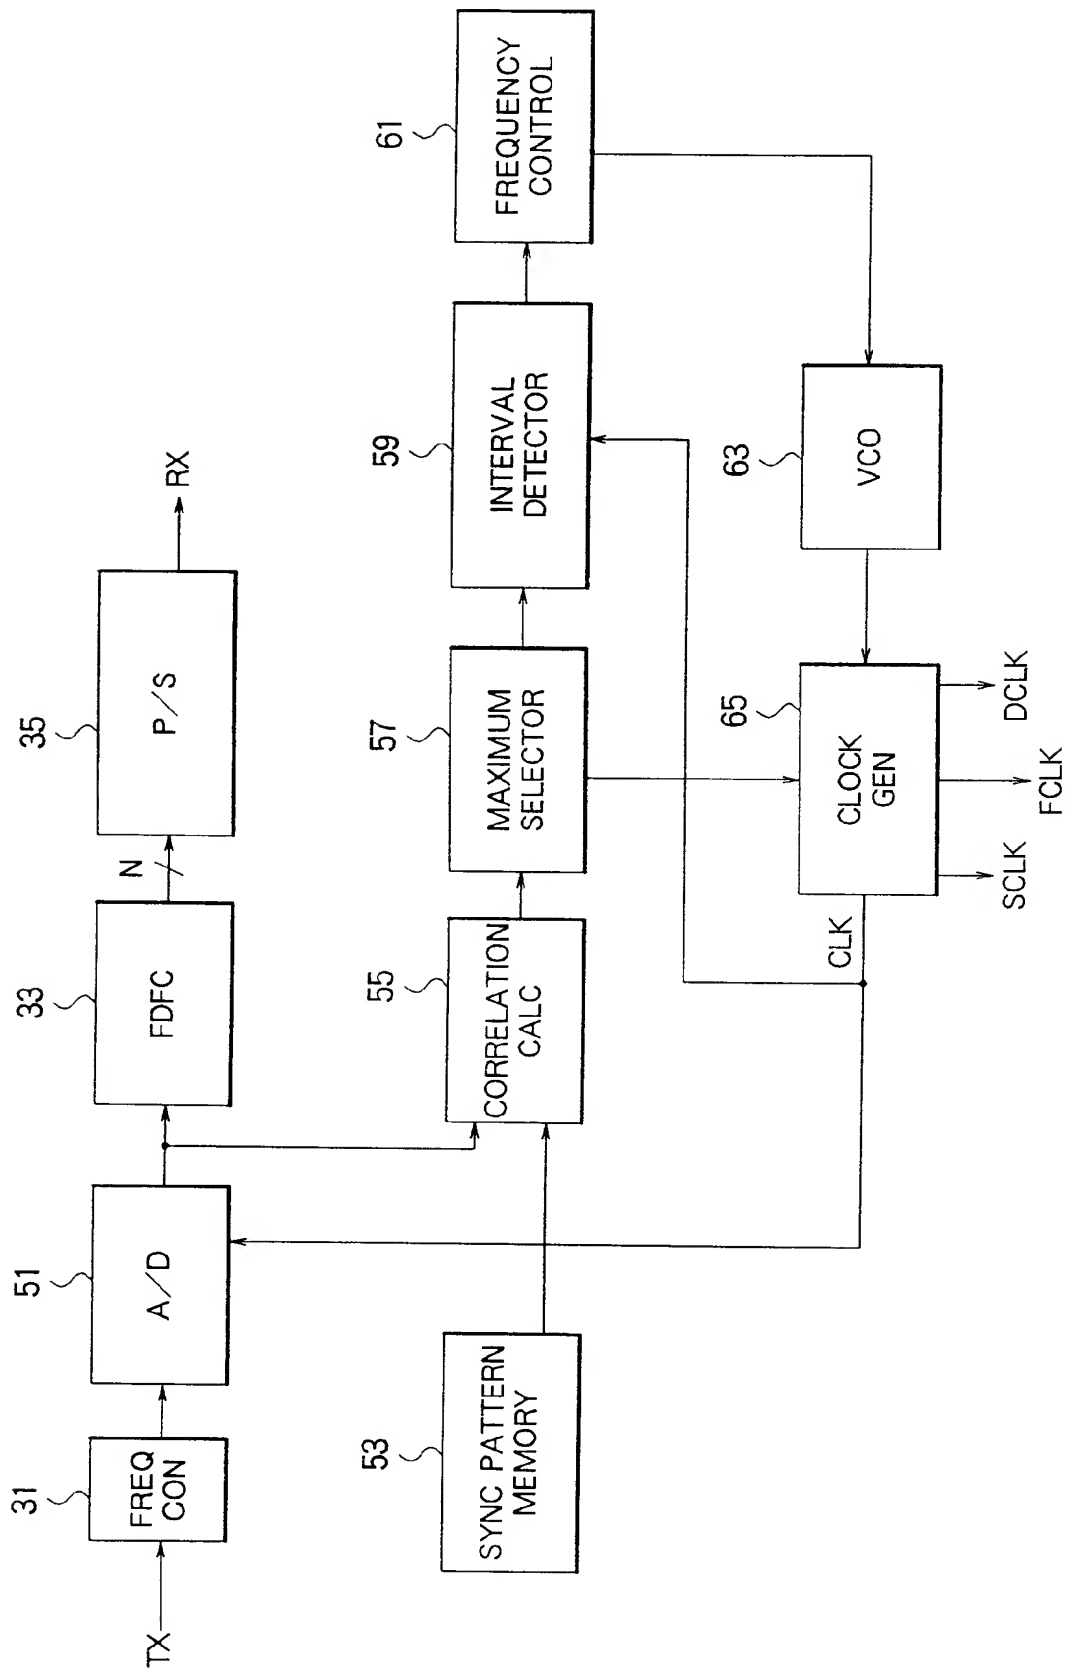 TX
31
FREQ
CON
51
A/D
33
FDFC
N
35
P/S
RX
53
SYNC PATTERN
MEMORY
55
CORRELATION
CALC
57
MAXIMUM
SELECTOR
59
INTERVAL
DETECTOR
61
FREQUENCY
CONTROL
CLK
65
CLOCK
GEN
63
VCO
SCLK
FCLK
DCLK